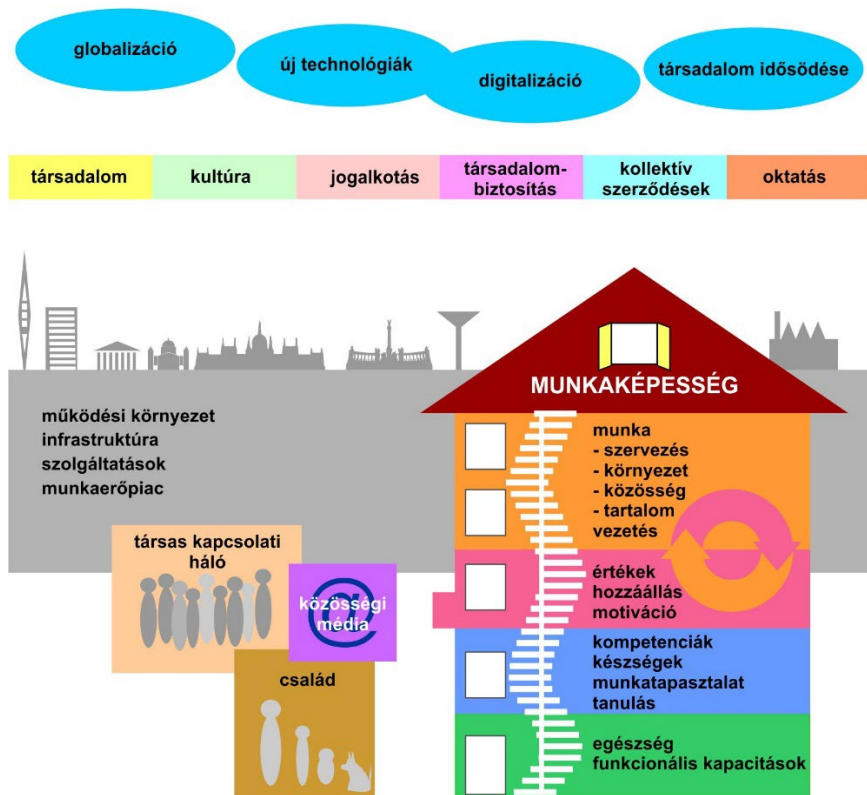 globalizáció
új technológiák
digitalizáció
társadalom idősödése
társadalom
kultúra
jogalkotás
társadalom-
biztosítás
kollektív
szerződések
oktatás
MUNKAKÉPESSÉG
működési környezet
infrastruktúra
szolgáltatások
munkaerőpiac
munka
- szervezés
- környezet
- közösség
- tartalom
vezetés
társas kapcsolati
háló
@
közösségi
média
család
értékek
hozzáállás
motiváció
kompetenciák
készségek
munkatapasztalat
tanulás
egészség
funkcionális kapacitások